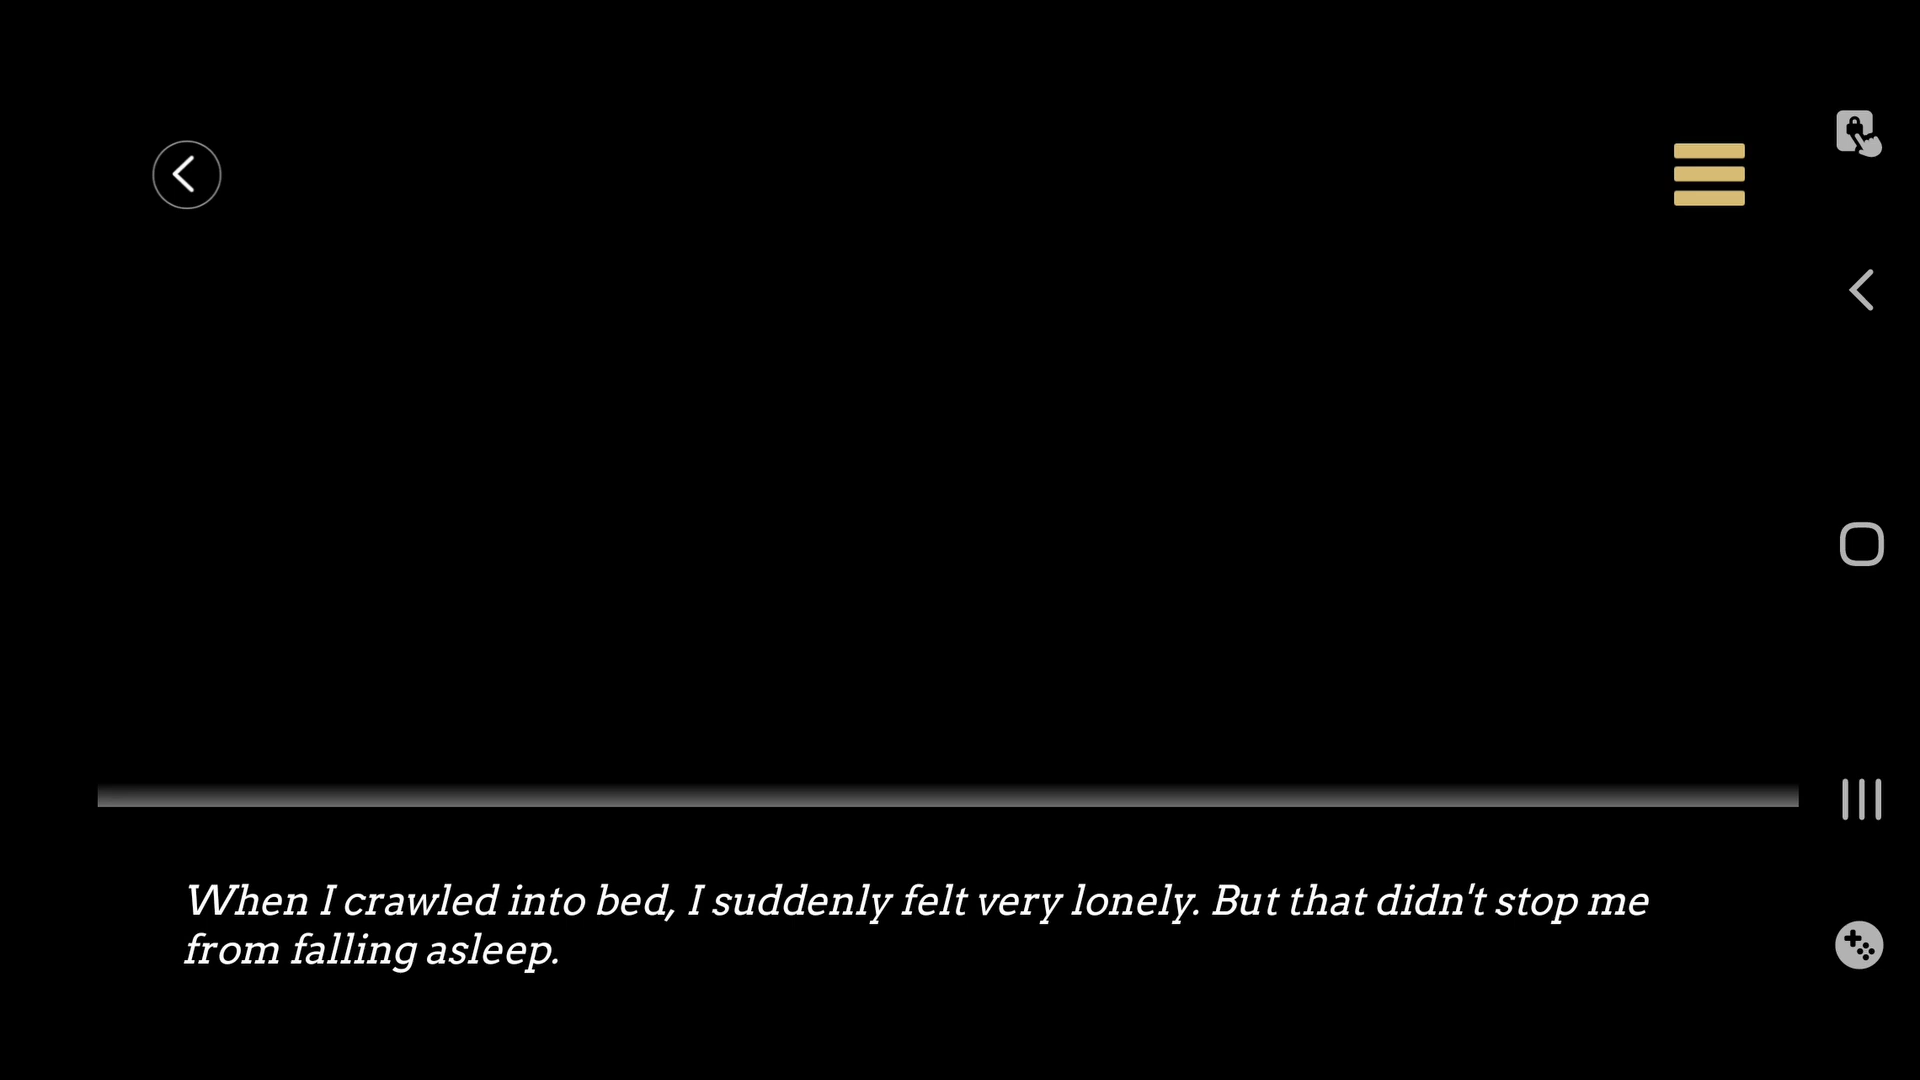 When I crawled into bed, I suddenly felt very lonely. But that didn't stop me
from falling asleep.